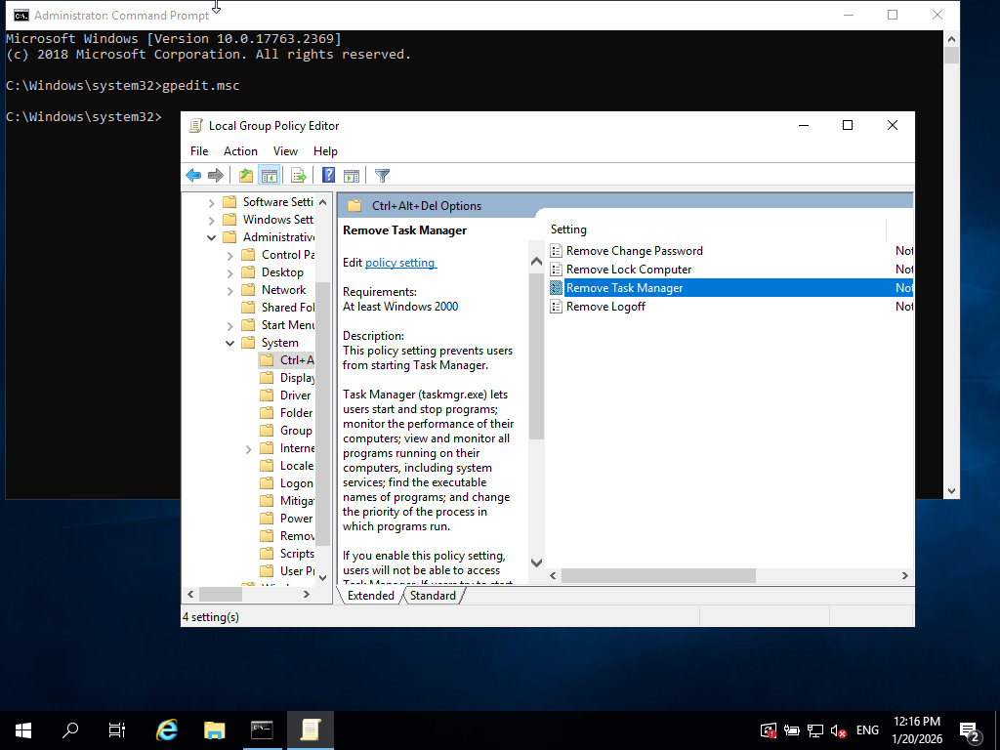 Administrator: Command Prompt
Microsoft Windows [Version 10.0.17763.2369]
(c) 2018 Microsoft Corporation. All rights reserved.
C:\Windows\system32>gpedit.msc
C:\Windows\system32>
Local Group Policy Editor
File Action View Help
Software Setti
Windows Sett
Administrative
Control Pa
Desktop
Network
Shared Fol
Start Menu
System
Ctrl+A
Display
Driver
Folder
Group
Interne
Locale
Logon
Mitigat
Power
Remov
Scripts
User Pr
Ctrl+Alt+Del Options
Remove Task Manager
Edit policy setting
Requirements:
At least Windows 2000
Description:
This policy setting prevents users
from starting Task Manager.
Task Manager (taskmgr.exe) lets
users start and stop programs;
monitor the performance of their
computers; view and monitor all
programs running on their
computers, including system
services; find the executable
names of programs; and change
the priority of the process in
which programs run.
If you enable this policy setting,
users will not be able to access
Task Manager. If users try to start
Setting
Remove Change Password Not
Remove Lock Computer Not
Remove Task Manager Not
Remove Logoff Not
Extended Standard
4 setting(s)
ENG
12:16 PM
1/20/2026
2